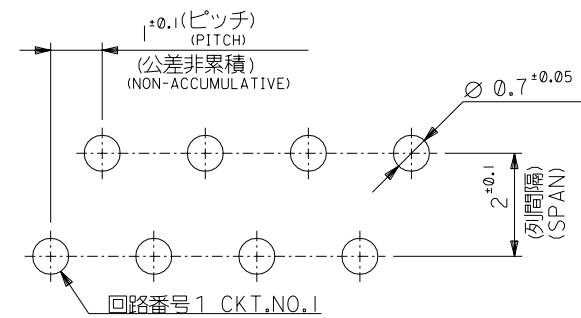 1±0.1(ピッチ)
(PITCH)
(公差非累積)
(NON-ACCUMULATIVE)
Ø 0.7±0.05
2±0.1
(列間隔)
(SPAN)
回路番号1 CKT.NO.1